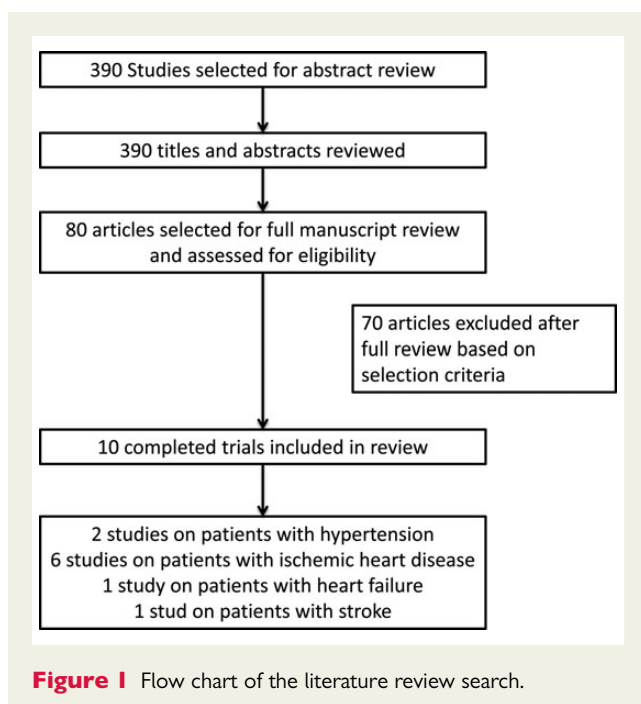 390 Studies selected for abstract review
390 titles and abstracts reviewed
80 articles selected for full manuscript review
and assessed for eligibility
70 articles excluded after
full review based on
selection criteria
10 completed trials included in review
2 studies on patients with hypertension
6 studies on patients with ischemic heart disease
1 study on patients with heart failure
1 stud on patients with stroke
Figure 1 Flow chart of the literature review search.